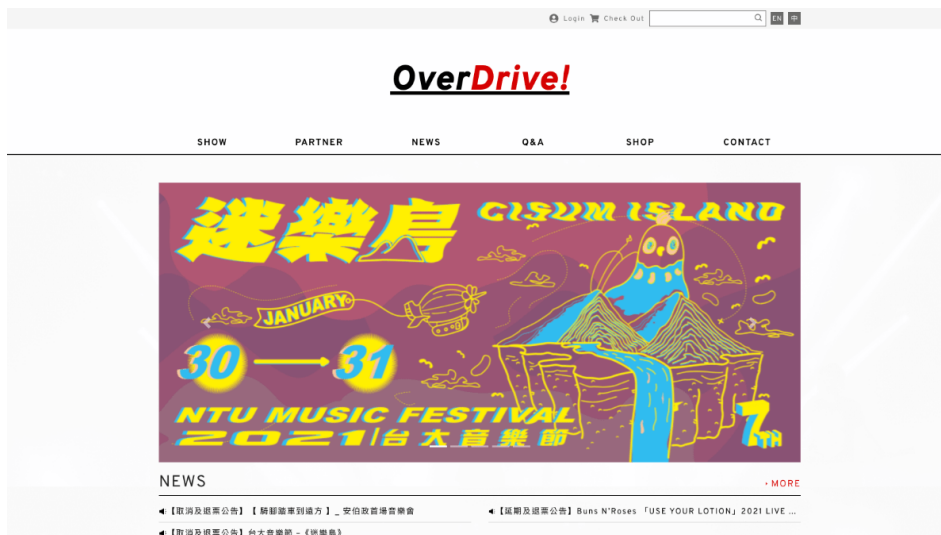 Login Check Out EN 中
OverDrive!
SHOW PARTNER NEWS Q&A SHOP CONTACT
迷樂島 CISUM ISLAND
JANUARY
30 31
NTU MUSIC FESTIVAL
2021|台大音樂節
7TH
NEWS
MORE
【取消及退票公告】【 騎腳踏車到遠方 】_ 安伯政首場音樂會
【延期及退票公告】Buns N'Roses 「USE YOUR LOTION」2021 LIVE ...
【取消及退票公告】台大音樂節 –《迷樂島》